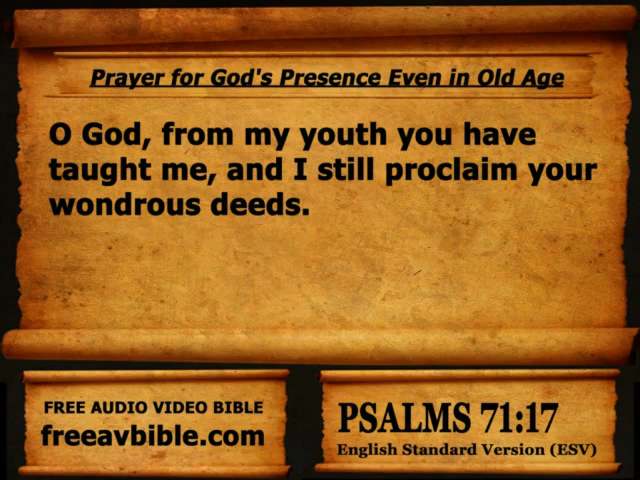 Prayer for God's Presence Even in Old Age
O God, from my youth you have
taught me, and I still proclaim your
wondrous deeds.
FREE AUDIO VIDEO BIBLE
freeavbible.com
PSALMS 71:17
English Standard Version (ESV)